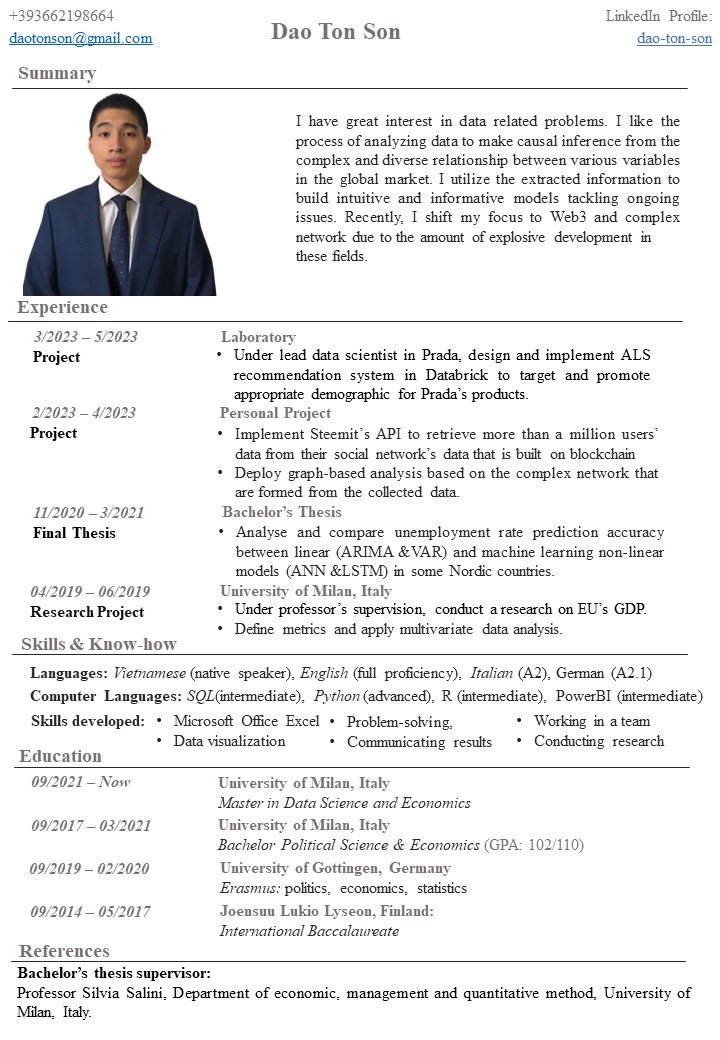 +393662198664
LinkedIn Profile:
daotonson@gmail.com
Dao Ton Son
dao-ton-son
Summary
I have great interest in data related problems. I like the
process of analyzing data to make causal inference from the
complex and diverse relationship between various variables
in the global market. I utilize the extracted information to
build intuitive and informative models tackling ongoing
issues. Recently, I shift my focus to Web3 and complex
network due to the amount of explosive development in
these fields.
Experience
3/2023 – 5/2023 Laboratory
Project • Under lead data scientist in Prada, design and implement ALS
recommendation system in Databrick to target and promote
appropriate demographic for Prada's products.
2/2023 – 4/2023 Personal Project
Project • Implement Steemit's API to retrieve more than a million users'
data from their social network's data that is built on blockchain
• Deploy graph-based analysis based on the complex network that
are formed from the collected data.
11/2020 – 3/2021 Bachelor's Thesis
Final Thesis • Analyse and compare unemployment rate prediction accuracy
between linear (ARIMA &VAR) and machine learning non-linear
models (ANN &LSTM) in some Nordic countries.
04/2019 – 06/2019 University of Milan, Italy
Research Project • Under professor's supervision, conduct a research on EU's GDP.
• Define metrics and apply multivariate data analysis.
Skills & Know-how
Languages: Vietnamese (native speaker), English (full proficiency), Italian (A2), German (A2.1)
Computer Languages: SQL(intermediate), Python (advanced), R (intermediate), PowerBI (intermediate)
Skills developed: • Microsoft Office Excel • Problem-solving, • Working in a team
• Data visualization • Communicating results • Conducting research
Education
09/2021 – Now University of Milan, Italy
Master in Data Science and Economics
09/2017 – 03/2021 University of Milan, Italy
Bachelor Political Science & Economics (GPA: 102/110)
09/2019 – 02/2020 University of Gottingen, Germany
Erasmus: politics, economics, statistics
09/2014 – 05/2017 Joensuu Lukio Lyseon, Finland:
International Baccalaureate
References
Bachelor's thesis supervisor:
Professor Silvia Salini, Department of economic, management and quantitative method, University of
Milan, Italy.